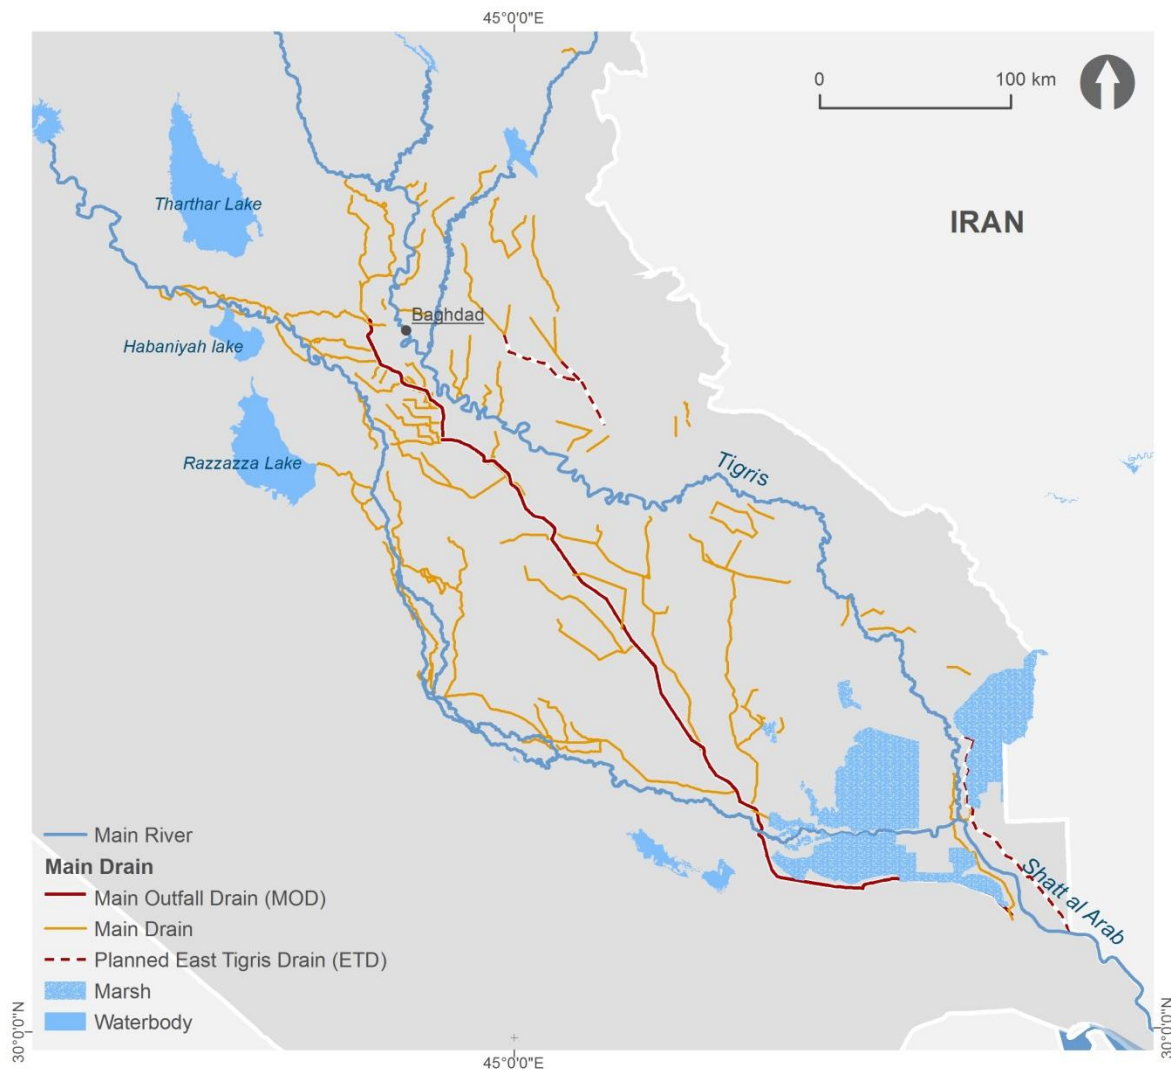 45°0'0"E
0 100 km
IRAN
Tharthar Lake
Baghdad
Habaniyah lake
Razzazza Lake
Tigris
Shatt al Arab
Main River
Main Drain
Main Outfall Drain (MOD)
Main Drain
Planned East Tigris Drain (ETD)
Marsh
Waterbody
30°0'0"N
30°0'0"N
45°0'0"E